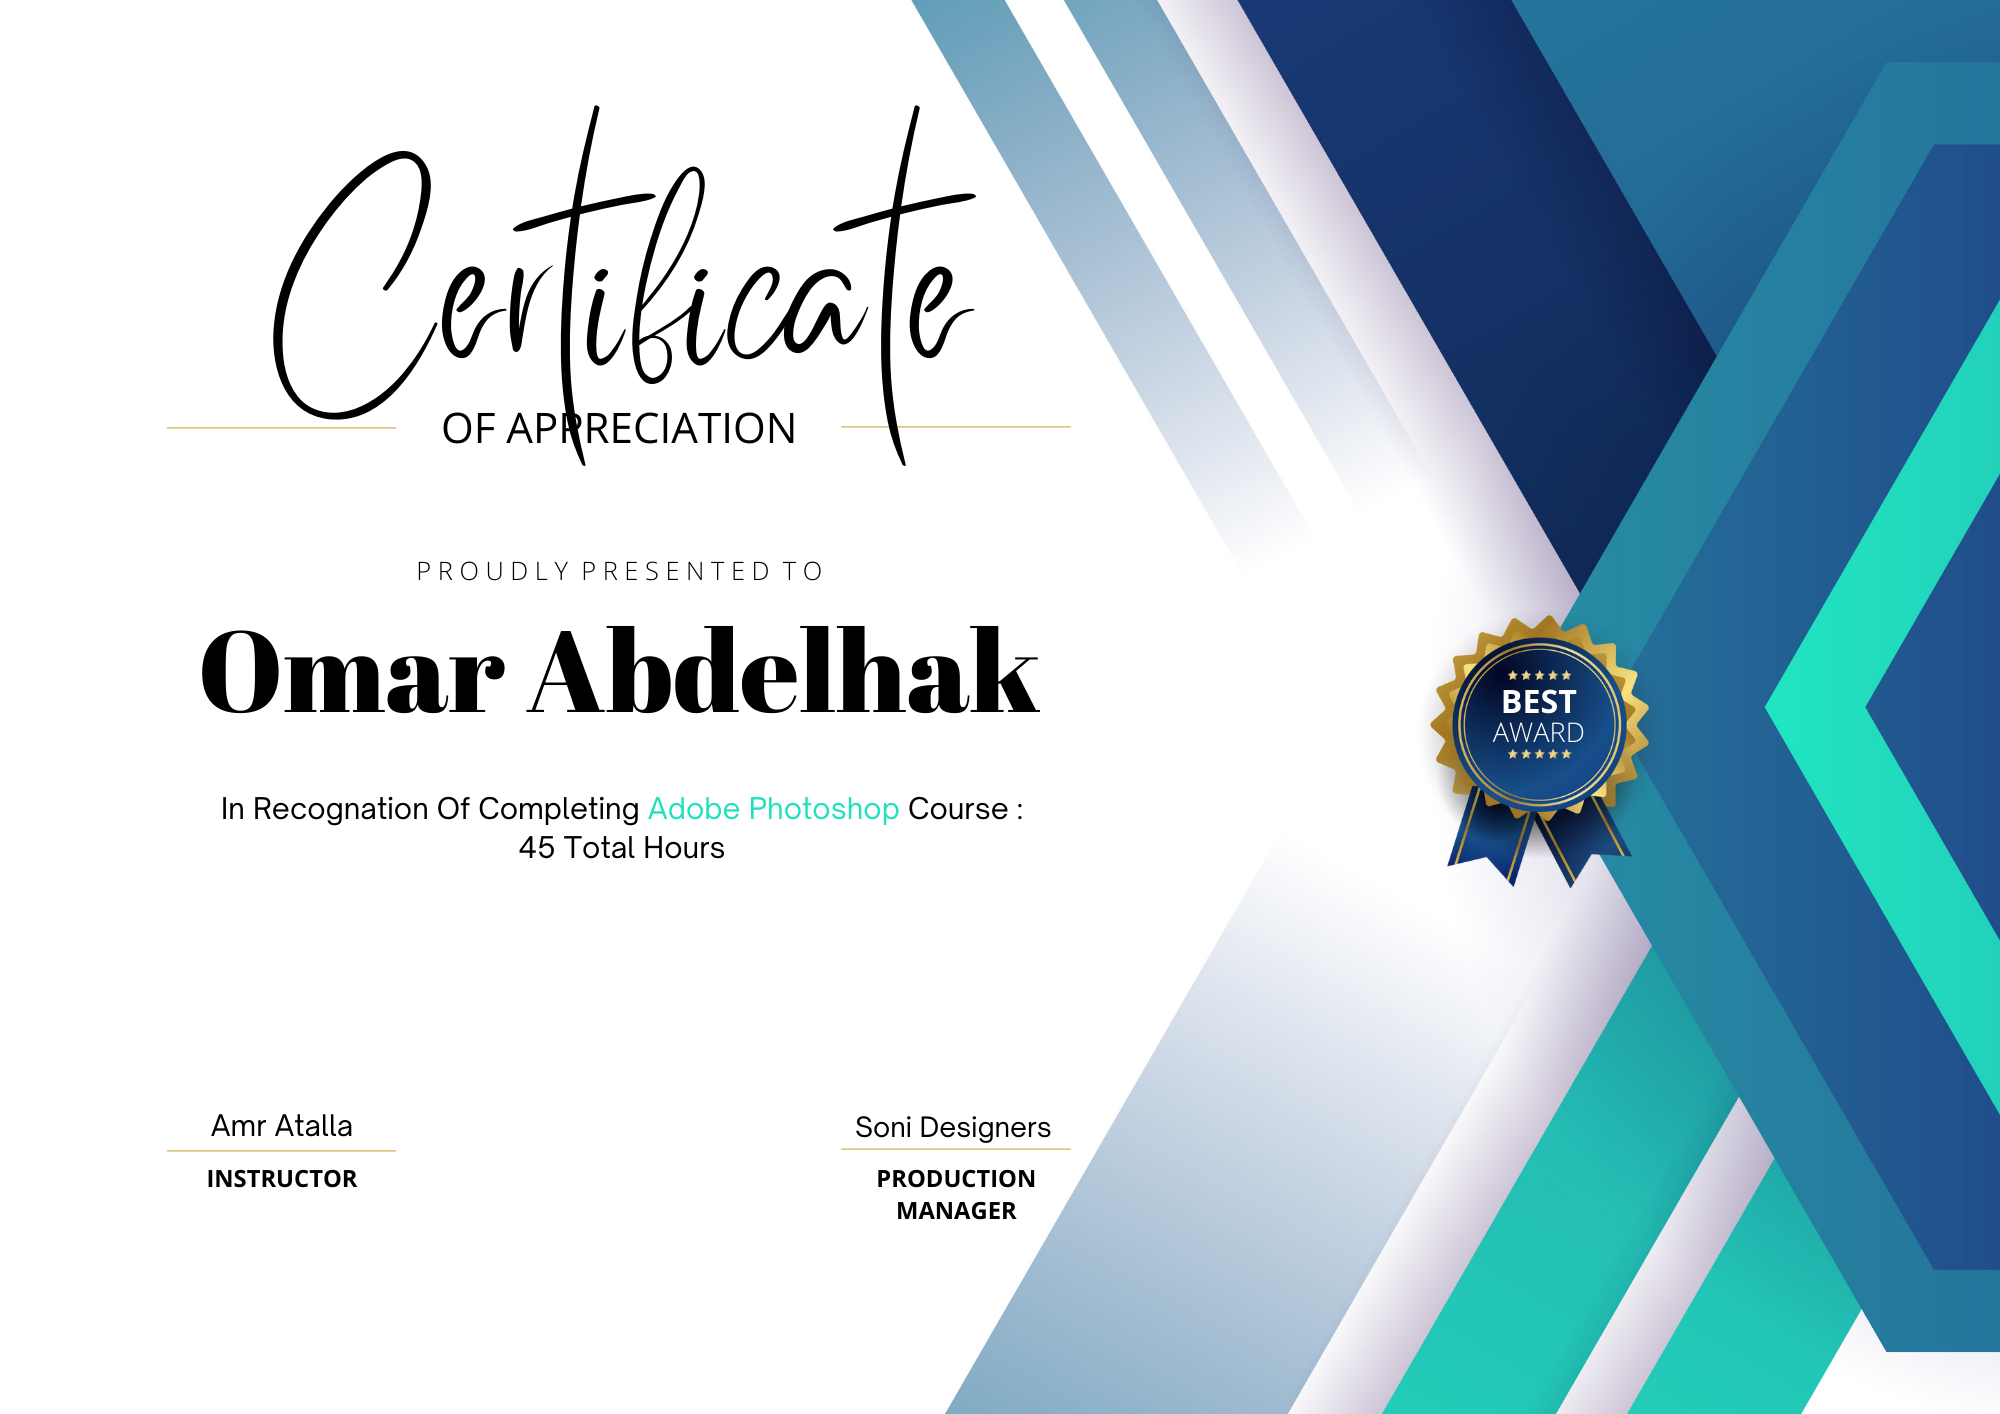 Certificate
OF APPRECIATION
PROUDLY PRESENTED TO
Omar Abdelhak
In Recognation Of Completing Adobe Photoshop Course :
45 Total Hours
BEST
AWARD
Amr Atalla
INSTRUCTOR
Soni Designers
PRODUCTION
MANAGER